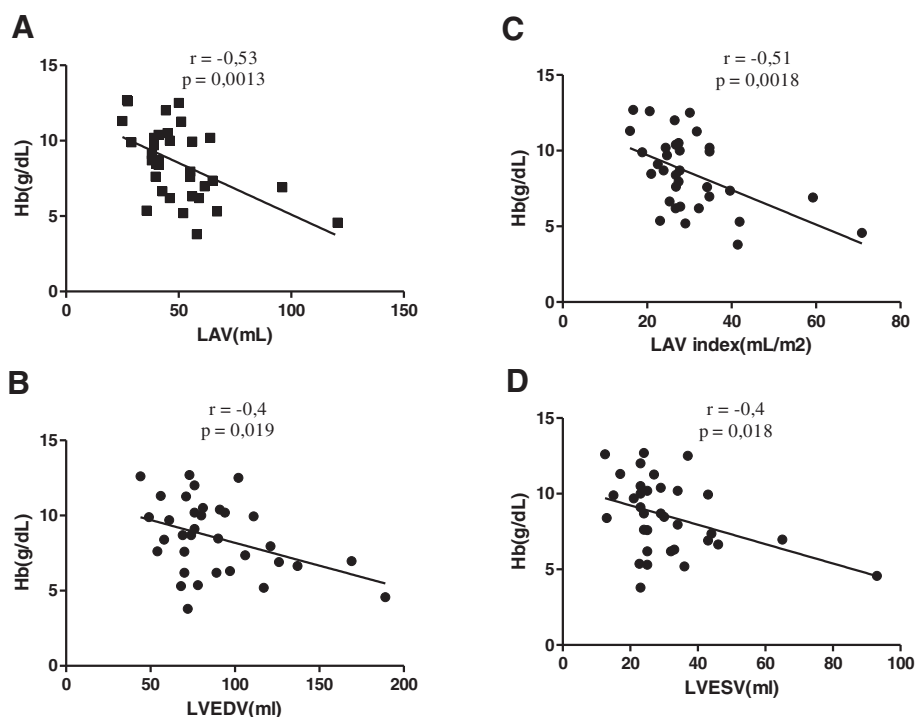 A
r = -0,53
p = 0,0013
Hb(g/dL)
15
10
5
0
0 50 100 150
LAV(mL)
C
r = -0,51
p = 0,0018
Hb(g/dL)
15
10
5
0
0 20 40 60 80
LAV index(mL/m2)
B
r = -0,4
p = 0,019
Hb(g/dL)
15
10
5
0
0 50 100 150 200
LVEDV(ml)
D
r = -0,4
p = 0,018
Hb(g/dL)
15
10
5
0
0 20 40 60 80 100
LVESV(ml)